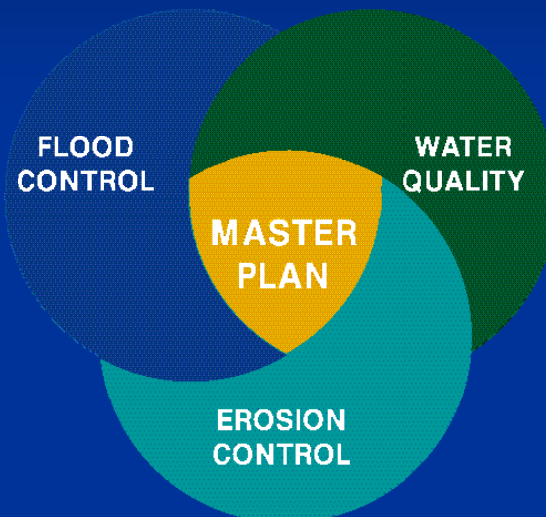 FLOOD
CONTROL
WATER
QUALITY
MASTER
PLAN
EROSION
CONTROL